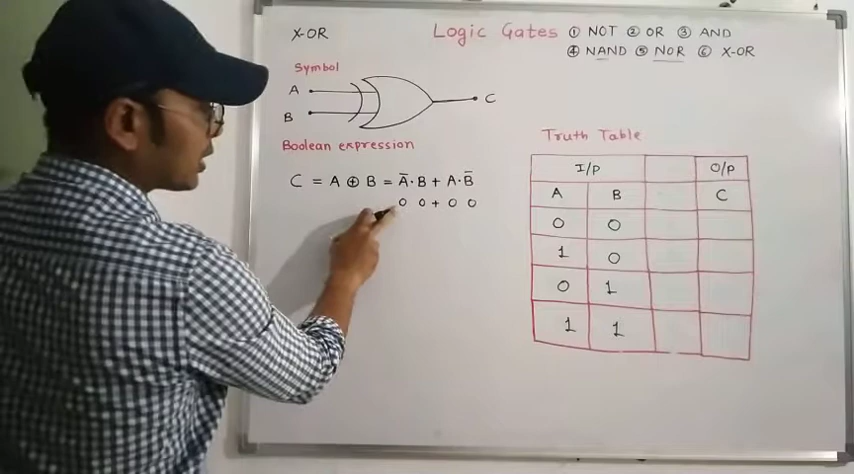 X-OR
Logic Gates ① NOT ② OR ③ AND
④ NAND ⑤ NOR ⑥ X-OR
Symbol
A
B
C
Boolean expression
C = A ⊕ B = A̅·B + A·B̅
0 0 + 0 0
Truth Table
I/p O/p
A B C
0 0
1 0
0 1
1 1